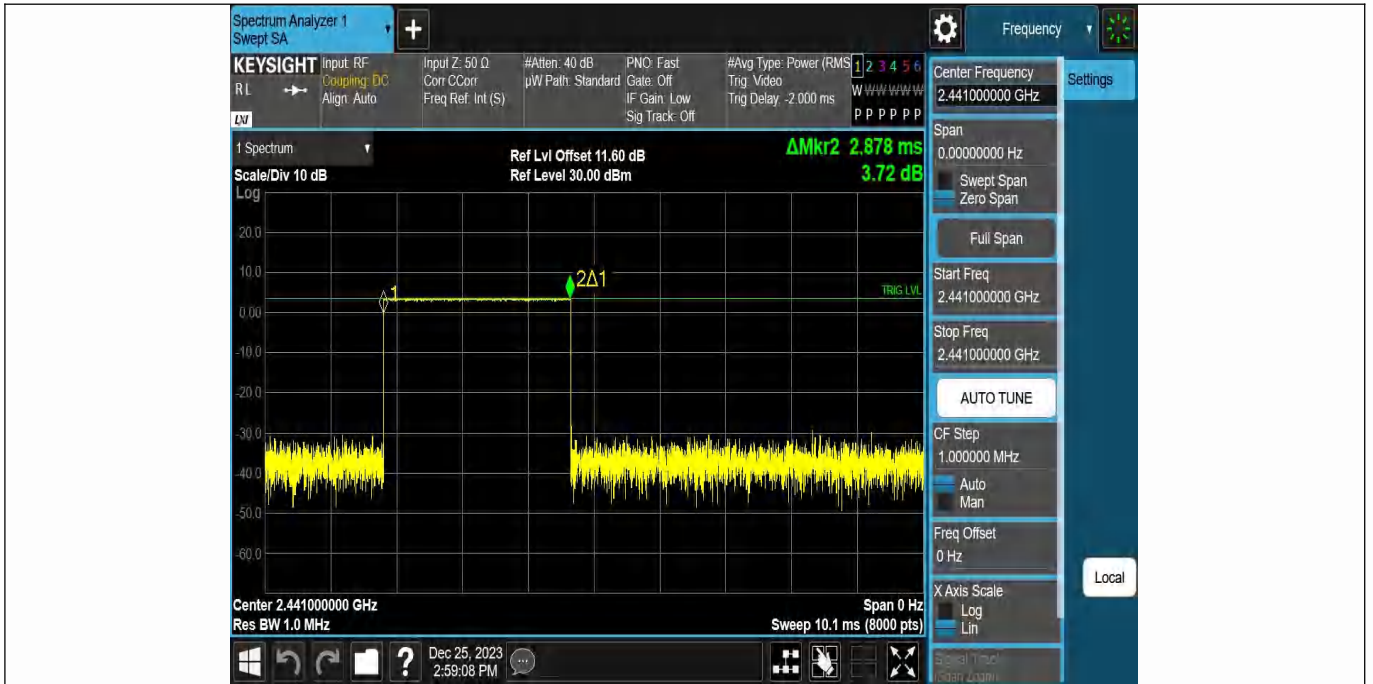 Spectrum Analyzer 1
Swept SA
+
Frequency
KEYSIGHT
RL
LXI
Input: RF
Coupling: DC
Align: Auto
Input Z: 50 Ω
Corr CCorr
Freq Ref: Int (S)
#Atten: 40 dB
µW Path: Standard
PNO: Fast
Gate: Off
IF Gain: Low
Sig Track: Off
#Avg Type: Power (RMS
Trig: Video
Trig Delay: -2.000 ms
1 2 3 4 5 6
W W W W W W
P P P P P P
Center Frequency
2.441000000 GHz
Settings
1 Spectrum
Scale/Div 10 dB
Log
Ref Lvl Offset 11.60 dB
Ref Level 30.00 dBm
ΔMkr2 2.878 ms
3.72 dB
Span
0.00000000 Hz
Swept Span
Zero Span
Full Span
Start Freq
2.441000000 GHz
Stop Freq
2.441000000 GHz
AUTO TUNE
CF Step
1.000000 MHz
Auto
Man
Freq Offset
0 Hz
X Axis Scale
Log
Lin
Signal Track
(Span Zoom)
Local
20.0
10.0
0.00
-10.0
-20.0
-30.0
-40.0
-50.0
-60.0
1
2Δ1
TRIG LVL
Center 2.441000000 GHz
Res BW 1.0 MHz
Span 0 Hz
Sweep 10.1 ms (8000 pts)
?
Dec 25, 2023
2:59:08 PM